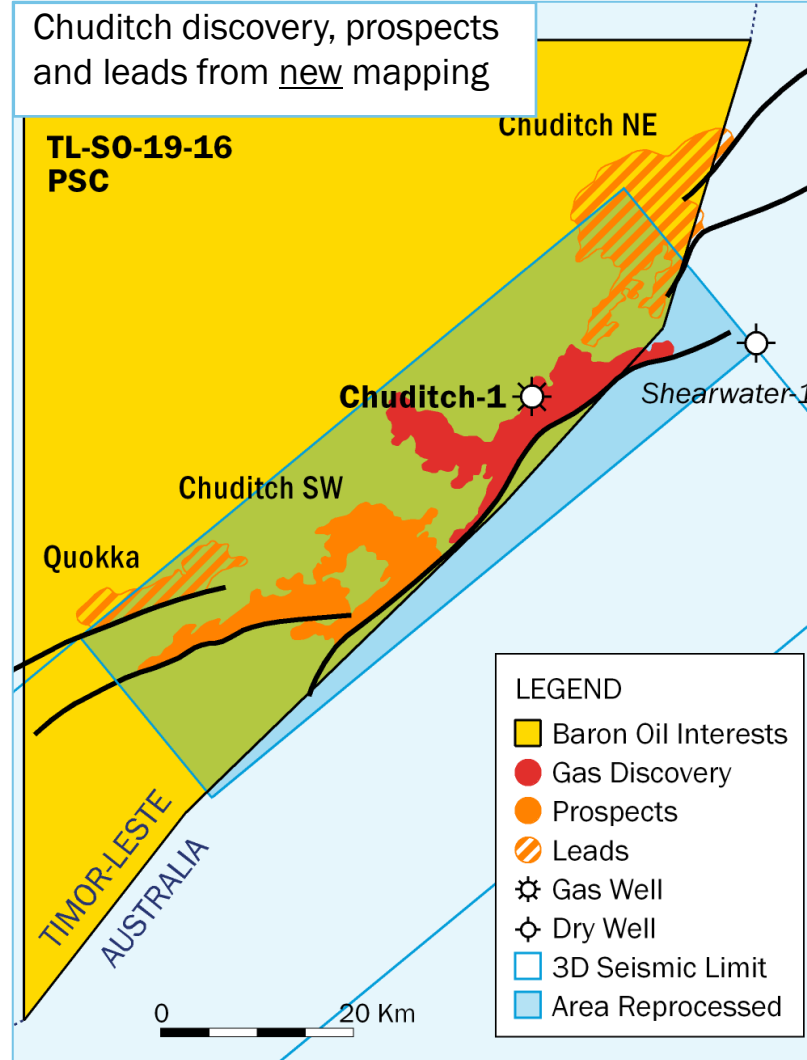 Chuditch discovery, prospects
and leads from new mapping
TL-SO-19-16
PSC
Chuditch NE
Chuditch-1
Shearwater-1
Chuditch SW
Quokka
TIMOR-LESTE
AUSTRALIA
0 20 Km
LEGEND
Baron Oil Interests
Gas Discovery
Prospects
Leads
Gas Well
Dry Well
3D Seismic Limit
Area Reprocessed